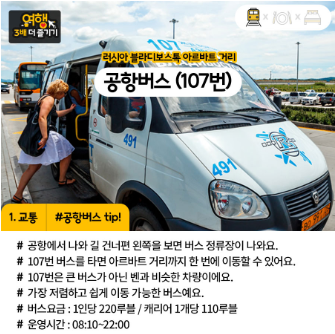 여행
3배 더 즐기기
러시아 블라디보스톡 아르바트 거리
공항버스 (107번)
107
491
491
1. 교통 #공항버스 tip!
# 공항에서 나와 길 건너편 왼쪽을 보면 버스 정류장이 나와요.
# 107번 버스를 타면 아르바트 거리까지 한 번에 이동할 수 있어요.
# 107번은 큰 버스가 아닌 벤과 비슷한 차량이에요.
# 가장 저렴하고 쉽게 이동 가능한 버스예요.
# 버스요금 : 1인당 220루블 / 캐리어 1개당 110루블
# 운영시간 : 08:10~22:00